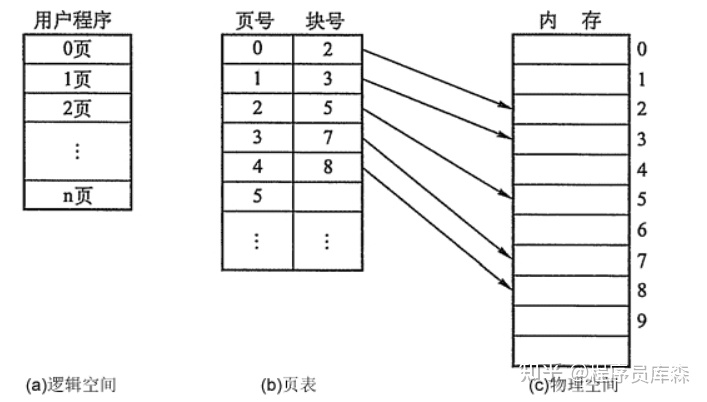 用户程序
0页
1页
2页
⋮
n页
(a)逻辑空间
页号 块号
0 2
1 3
2 5
3 7
4 8
5
⋮ ⋮
(b)页表
内 存
0
1
2
3
4
5
6
7
8
9
(c)物理空间
知乎 @程序员库森